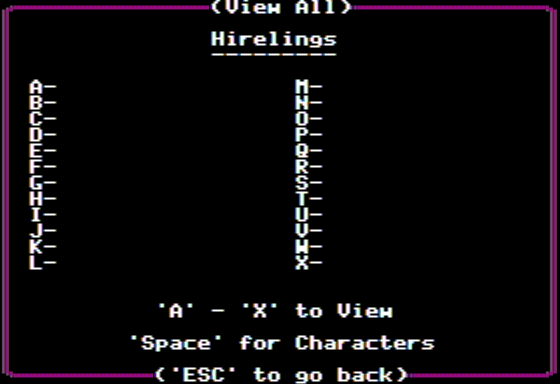 (View All)
Hirelings
---------
A- M-
B- N-
C- O-
D- P-
E- Q-
F- R-
G- S-
H- T-
I- U-
J- V-
K- W-
L- X-
'A' - 'X' to View
'Space' for Characters
('ESC' to go back)